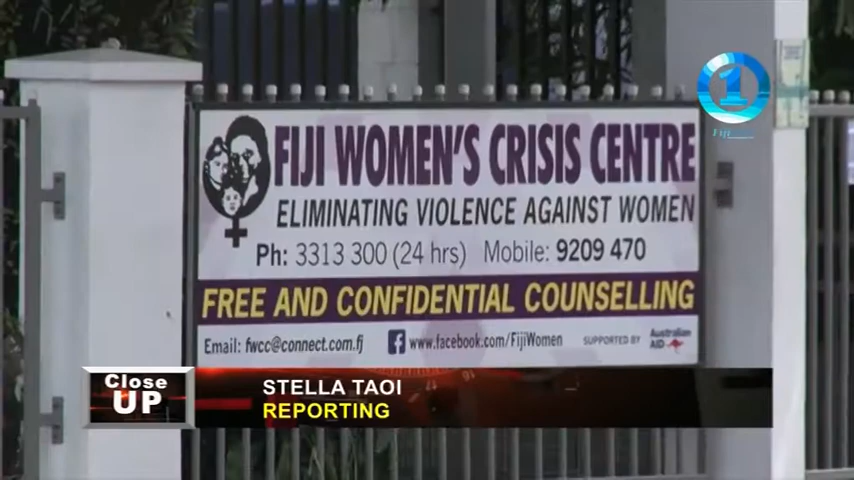 FIJI WOMEN'S CRISIS CENTRE
ELIMINATING VIOLENCE AGAINST WOMEN
Ph: 3313 300 (24 hrs) Mobile: 9209 470
FREE AND CONFIDENTIAL COUNSELLING
Email: fwcc@connect.com.fj
www.facebook.com/FijiWomen
SUPPORTED BY
Australian
AID
1
Fiji
Close
UP
STELLA TAOI
REPORTING